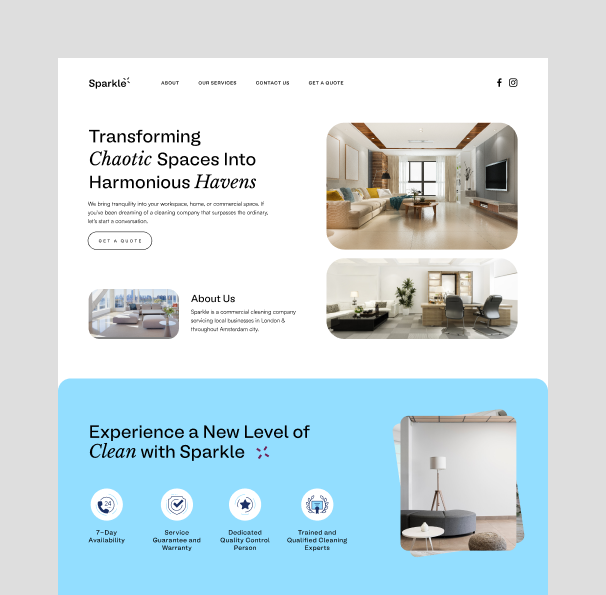 Sparkle
ABOUT
OUR SERVICES
CONTACT US
GET A QUOTE
Transforming
Chaotic Spaces Into
Harmonious Havens
We bring tranquility into your workspace, home, or commercial space. If
you've been dreaming of a cleaning company that surpasses the ordinary,
let's start a conversation.
GET A QUOTE
About Us
Sparkle is a commercial cleaning company
servicing local businesses in London &
throughout Amsterdam city.
Experience a New Level of
Clean with Sparkle
24
7-Day
Availability
Service
Guarantee and
Warranty
Dedicated
Quality Control
Person
Trained and
Qualified Cleaning
Experts